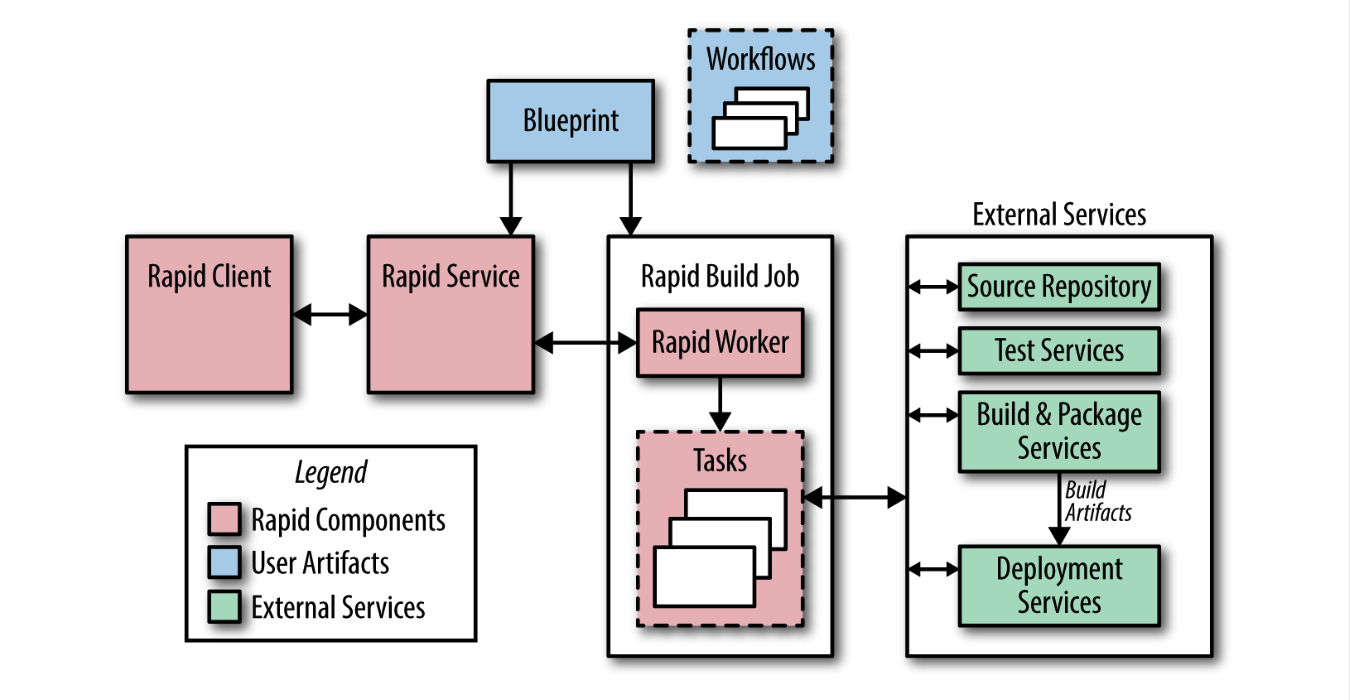 Workflows
Blueprint
External Services
Rapid Client
Rapid Service
Rapid Build Job
Rapid Worker
Tasks
Source Repository
Test Services
Build & Package
Services
Build
Artifacts
Deployment
Services
Legend
Rapid Components
User Artifacts
External Services